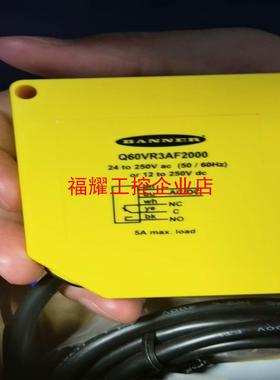 BANNER
Q60VR3AF2000
24 to 250V ac (50 / 60Hz)
or 12 to 250V dc
福耀工控企业店
wh NC
ye C
bk NO
5A max. load